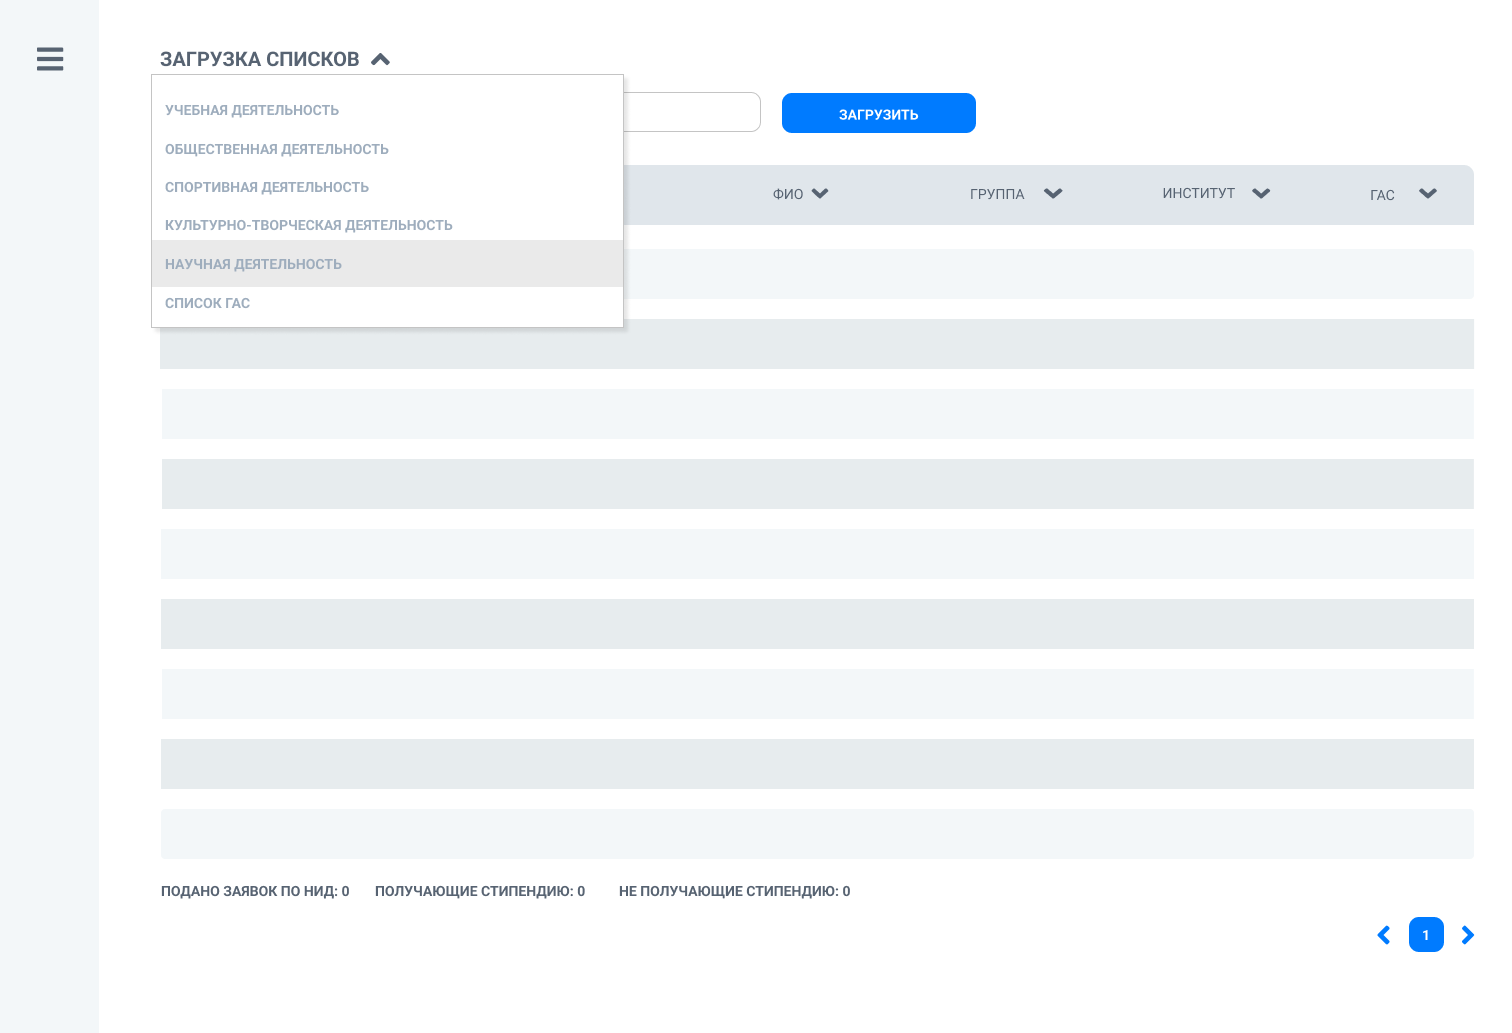 ЗАГРУЗКА СПИСКОВ
УЧЕБНАЯ ДЕЯТЕЛЬНОСТЬ
ОБЩЕСТВЕННАЯ ДЕЯТЕЛЬНОСТЬ
СПОРТИВНАЯ ДЕЯТЕЛЬНОСТЬ
КУЛЬТУРНО-ТВОРЧЕСКАЯ ДЕЯТЕЛЬНОСТЬ
НАУЧНАЯ ДЕЯТЕЛЬНОСТЬ
СПИСОК ГАС
ЗАГРУЗИТЬ
ФИО ГРУППА ИНСТИТУТ ГАС
ПОДАНО ЗАЯВОК ПО НИД: 0 ПОЛУЧАЮЩИЕ СТИПЕНДИЮ: 0 НЕ ПОЛУЧАЮЩИЕ СТИПЕНДИЮ: 0
1